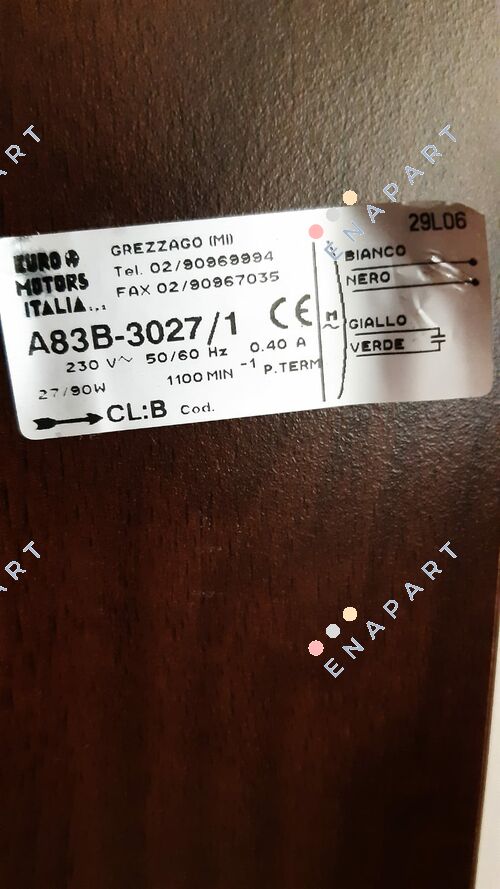 29L06
EURO
MOTORS
ITALIA s.r.l.
GREZZAGO (MI)
Tel. 02/90969994
FAX 02/90967035
A83B-3027/1
CE
230 V~ 50/60 Hz 0.40 A
27/90W 1100 MIN -1 P.TERM
CL:B Cod.
M
~
BIANCO
NERO
GIALLO
VERDE
ENAPART
ENAPART
ART
ART